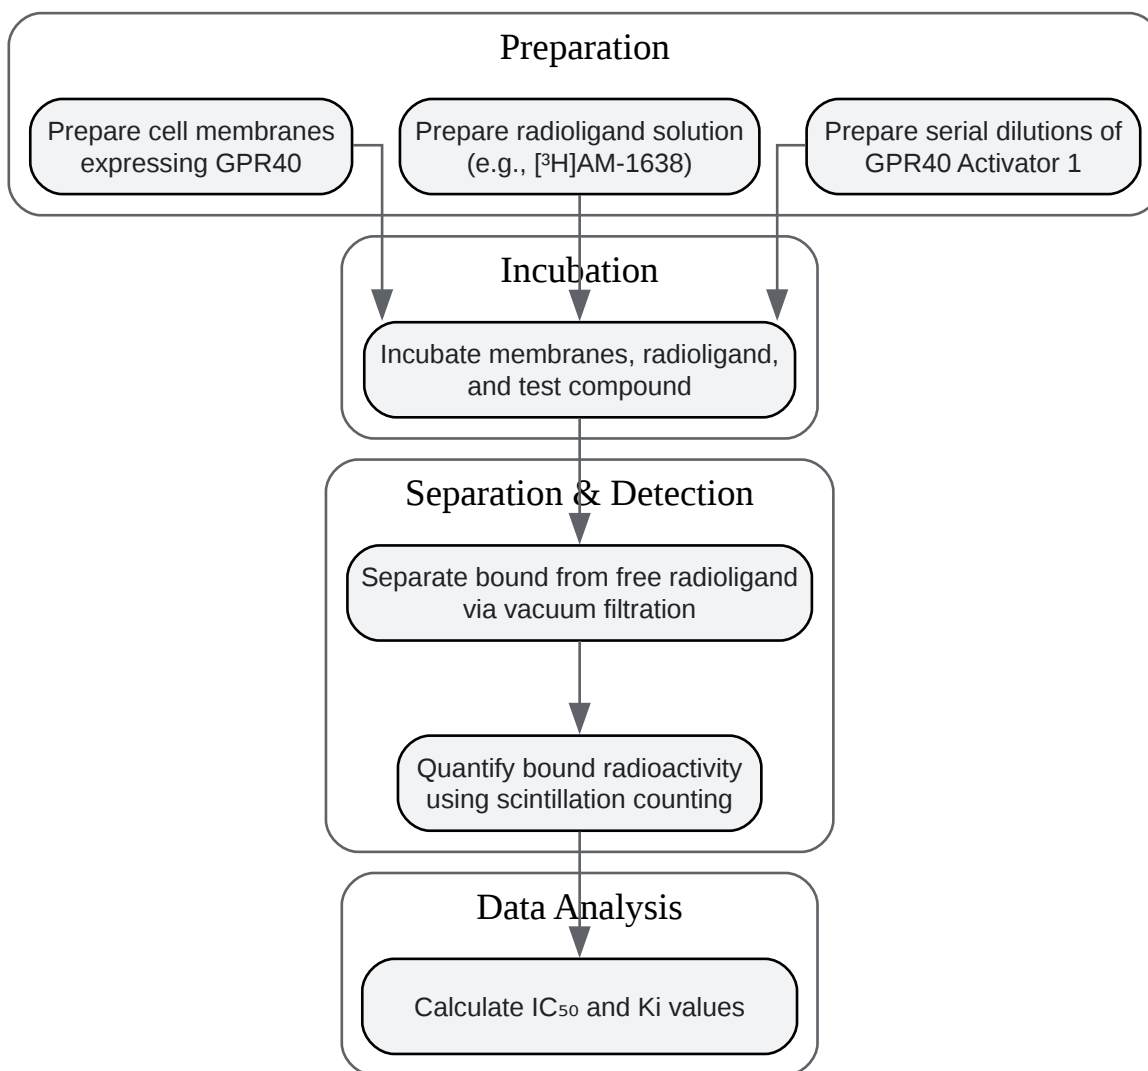 Preparation
Prepare cell membranes
expressing GPR40
Prepare radioligand solution
(e.g., [³H]AM-1638)
Prepare serial dilutions of
GPR40 Activator 1
Incubation
Incubate membranes, radioligand,
and test compound
Separation & Detection
Separate bound from free radioligand
via vacuum filtration
Quantify bound radioactivity
using scintillation counting
Data Analysis
Calculate IC₅₀ and Ki values